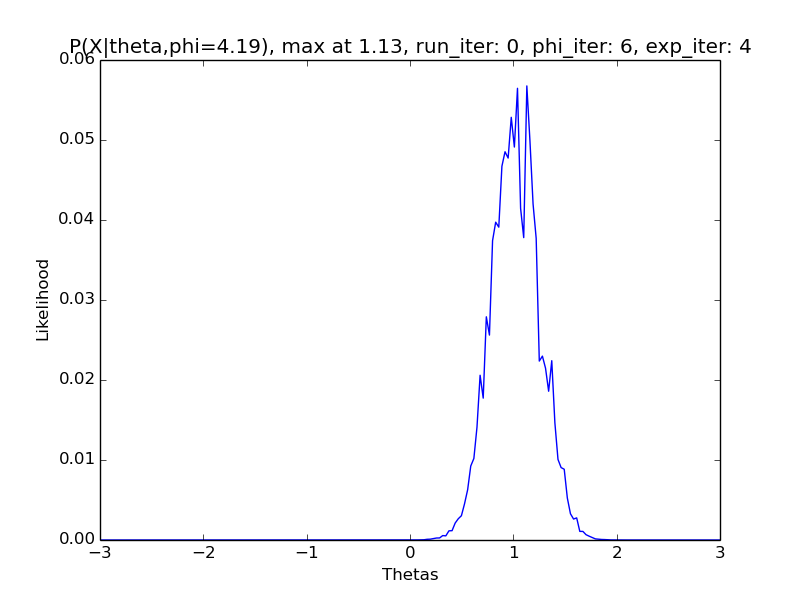 P(X|theta,phi=4.19), max at 1.13, run_iter: 0, phi_iter: 6, exp_iter: 4
0.06
0.05
0.04
0.03
0.02
0.01
0.00
Likelihood
−3 −2 −1 0 1 2 3
Thetas